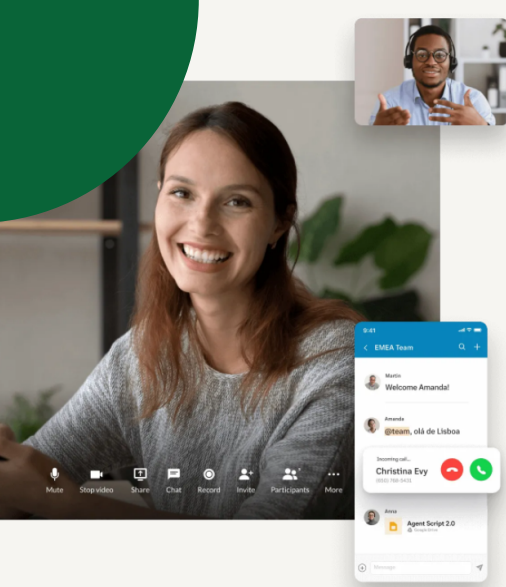 Mute
Stop video
Share
Chat
Record
Invite
Participants
More
9:41
EMEA Team
Martin
Welcome Amanda!
Amanda
@team, olá de Lisboa
Incoming call...
Christina Evy
Anna
Agent Script 2.0
Message